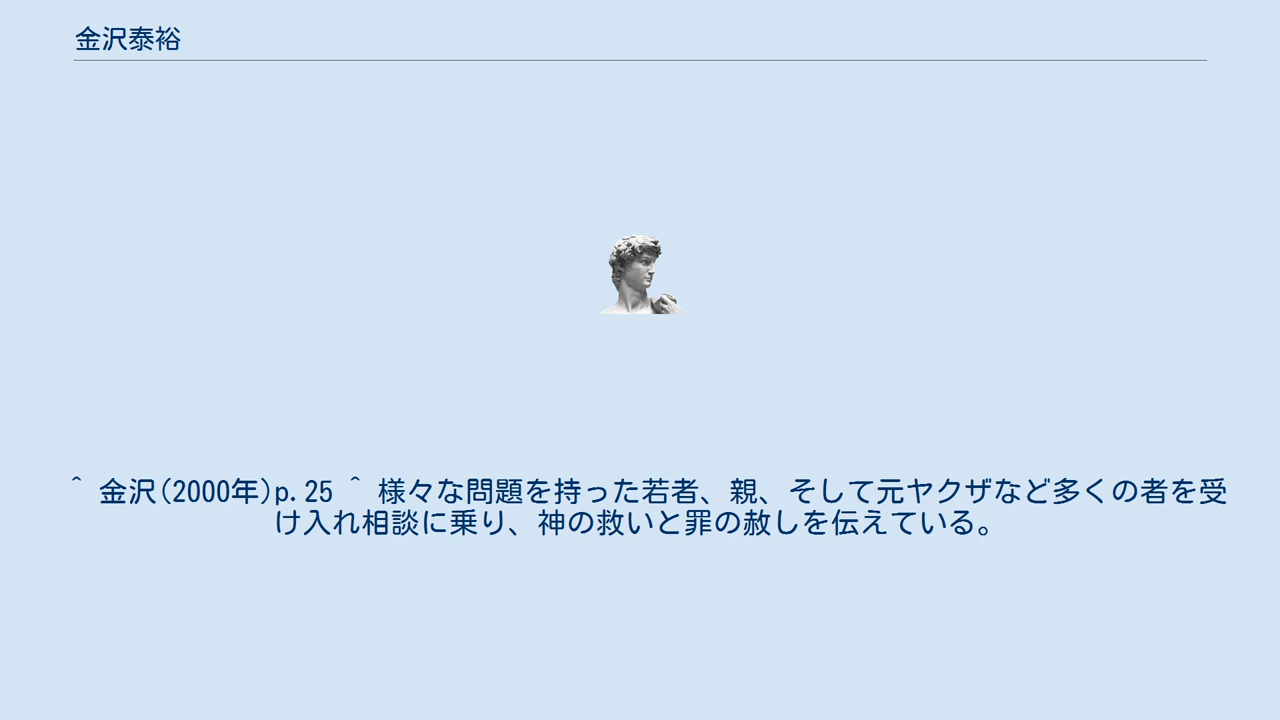 金沢泰裕
^ 金沢(2000年)p.25 ^ 様々な問題を持った若者、親、そして元ヤクザなど多くの者を受
け入れ相談に乗り、神の救いと罪の赦しを伝えている。